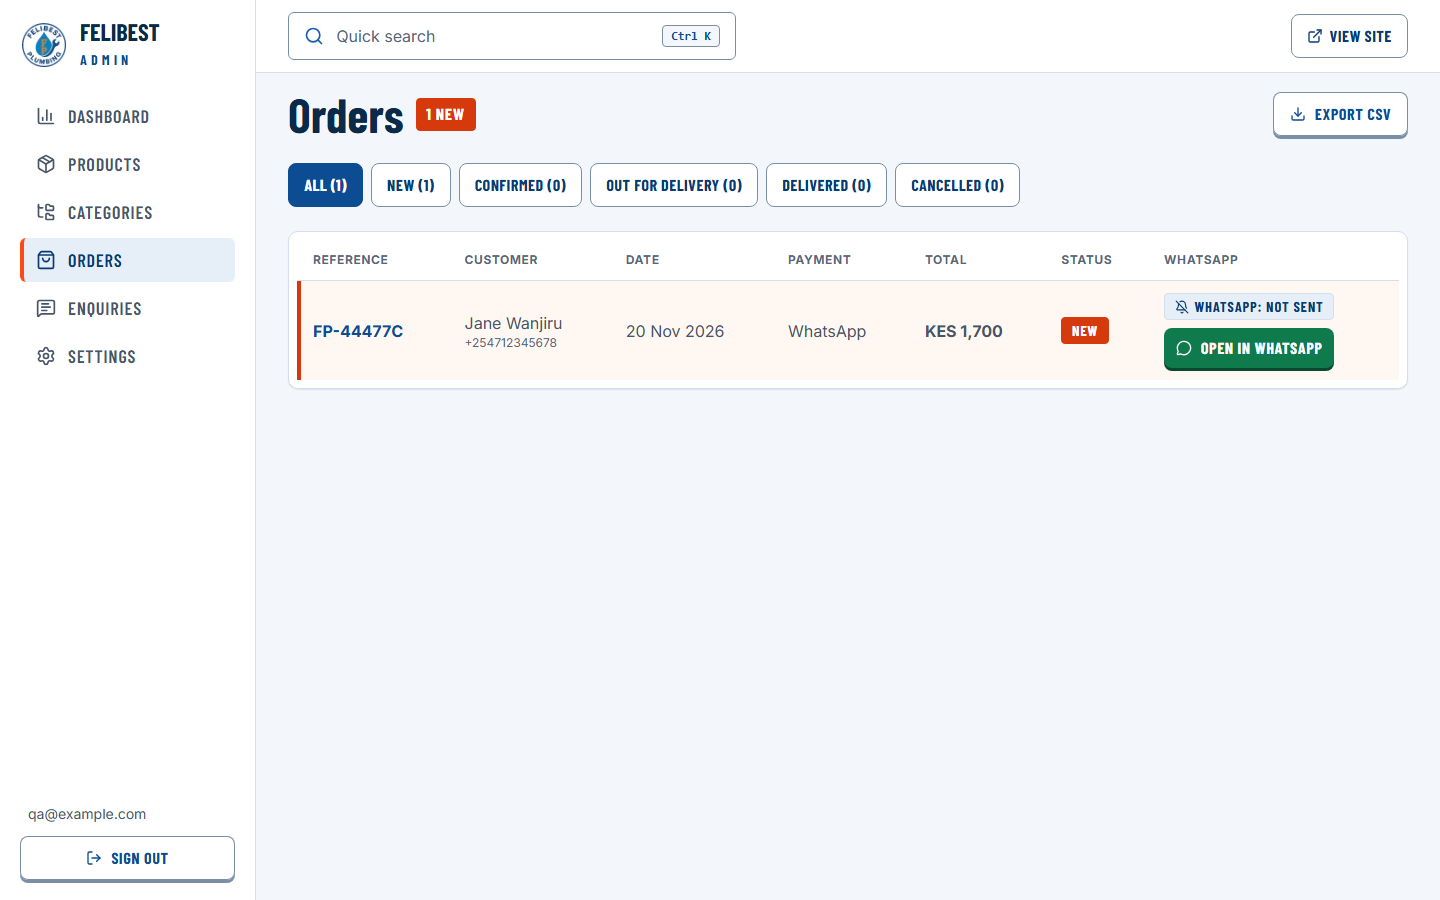 FELIBEST PLUMBING
FELIBEST
ADMIN
Quick search
Ctrl K
VIEW SITE
DASHBOARD
PRODUCTS
CATEGORIES
ORDERS
ENQUIRIES
SETTINGS
Orders
1 NEW
EXPORT CSV
ALL (1)
NEW (1)
CONFIRMED (0)
OUT FOR DELIVERY (0)
DELIVERED (0)
CANCELLED (0)
REFERENCE CUSTOMER DATE PAYMENT TOTAL STATUS WHATSAPP
FP-44477C
Jane Wanjiru
+254712345678
20 Nov 2026
WhatsApp
KES 1,700
NEW
WHATSAPP: NOT SENT
OPEN IN WHATSAPP
qa@example.com
SIGN OUT